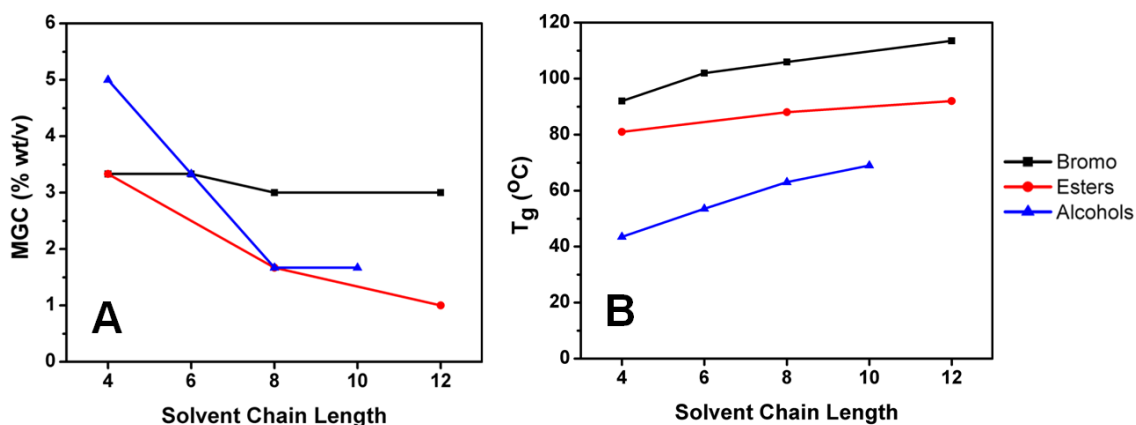 6
5
4
3
2
1
0
MGC (% wt/v)
A
4 6 8 10 12
Solvent Chain Length
120
100
80
60
40
20
0
Tg (oC)
B
4 6 8 10 12
Solvent Chain Length
Bromo
Esters
Alcohols